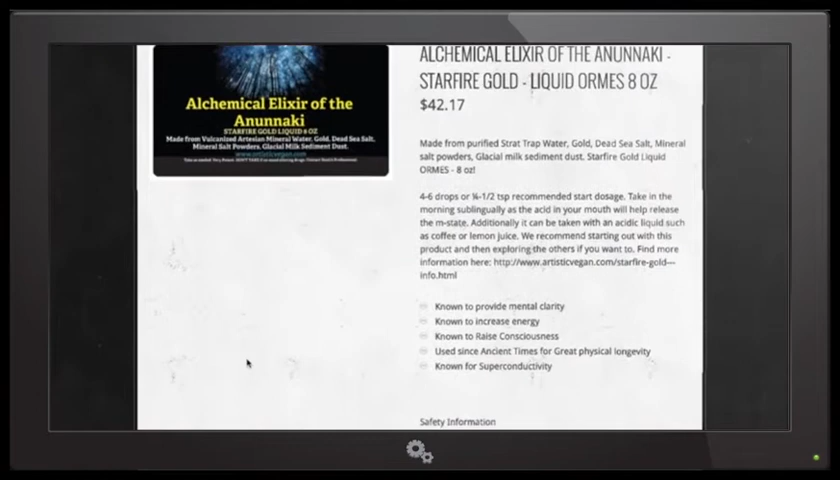 Alchemical Elixir of the
Anunnaki
STARFIRE GOLD LIQUID 8 OZ
Made from Vulcanized Artesian Mineral Water, Gold, Dead Sea Salt,
Mineral Salt Powders, Glacial Milk Sediment Dust.
www.artisticvegan.com
ALCHEMICAL ELIXIR OF THE ANUNNAKI -
STARFIRE GOLD - LIQUID ORMES 8 OZ
$42.17
Made from purified Strat Trap Water, Gold, Dead Sea Salt, Mineral
salt powders, Glacial milk sediment dust. Starfire Gold Liquid
ORMES - 8 oz!
4-6 drops or ¼-1/2 tsp recommended start dosage. Take in the
morning sublingually as the acid in your mouth will help release
the m-state. Additionally it can be taken with an acidic liquid such
as coffee or lemon juice. We recommend starting out with this
product and then exploring the others if you want to. Find more
information here: http://www.artisticvegan.com/starfire-gold---
info.html
Known to provide mental clarity
Known to increase energy
Known to Raise Consciousness
Used since Ancient Times for Great physical longevity
Known for Superconductivity
Safety Information